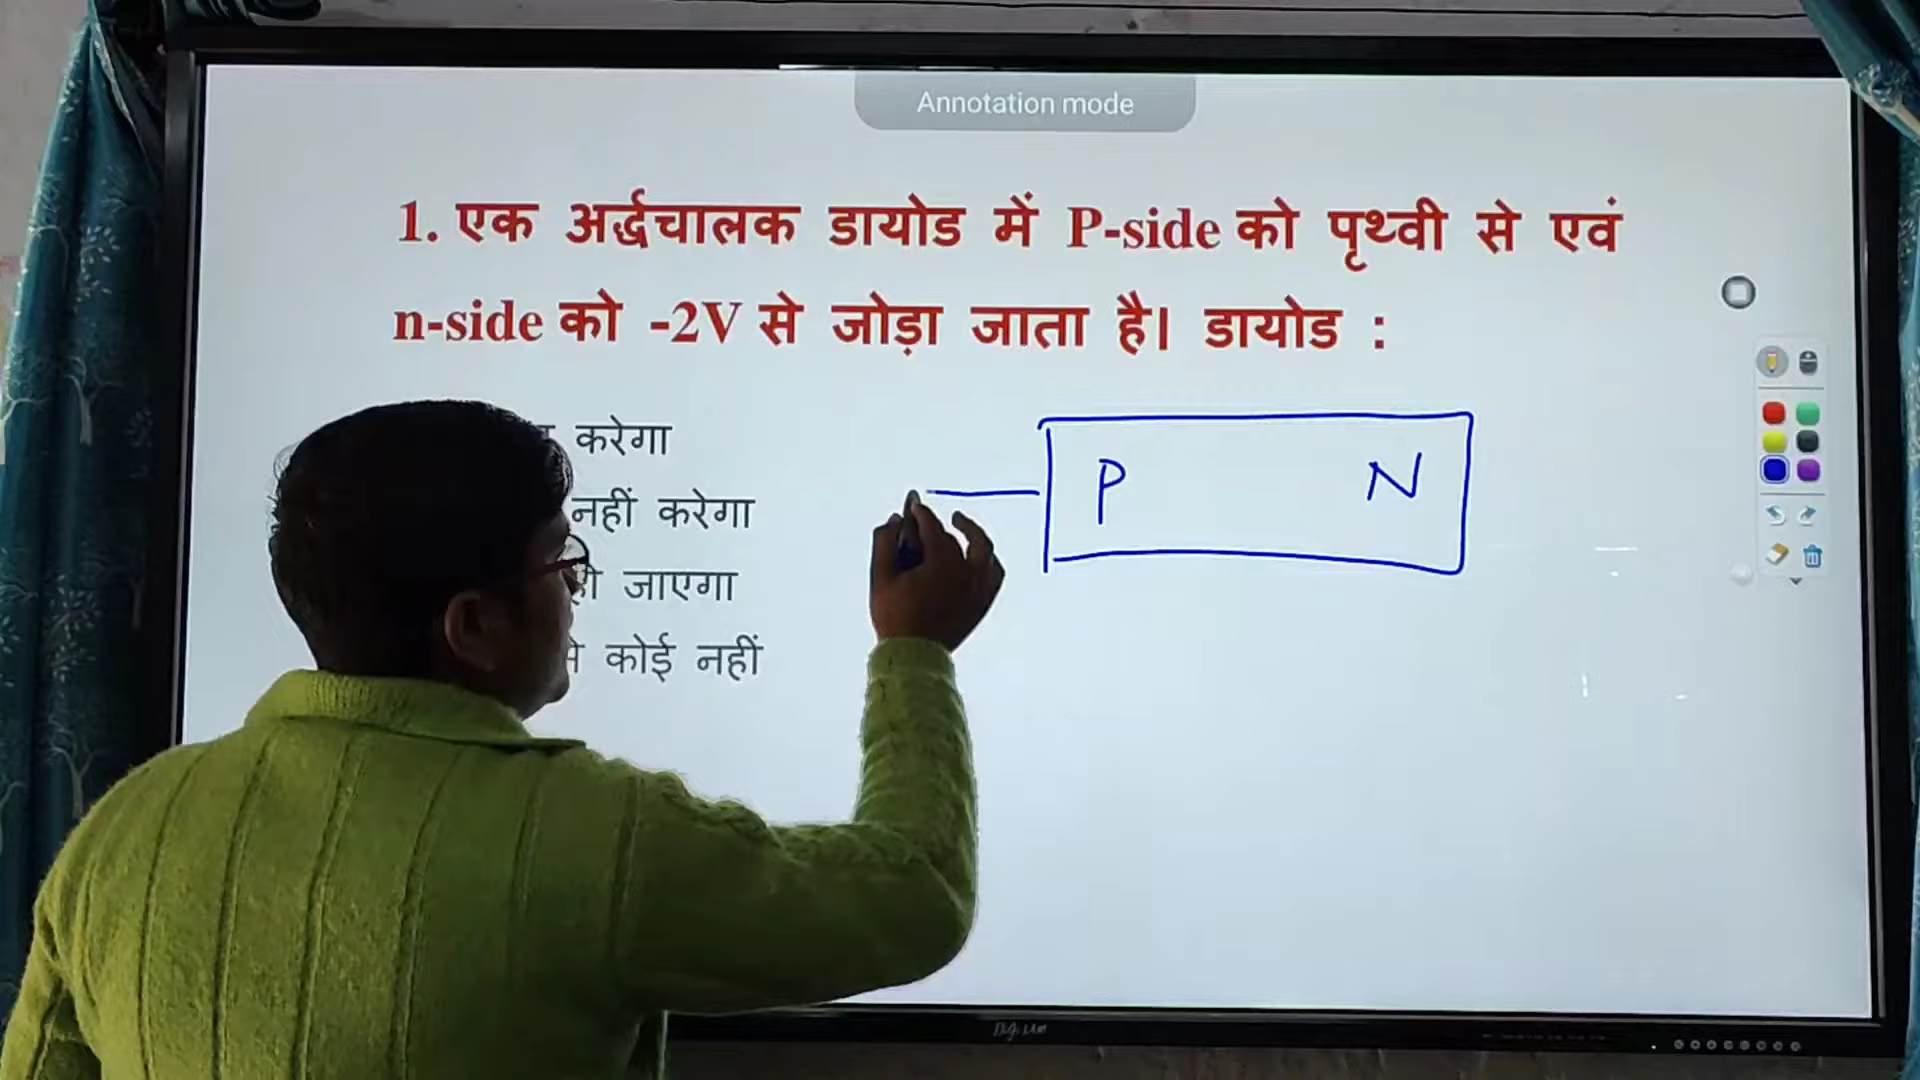 Annotation mode
1. एक अर्द्धचालक डायोड में P-side को पृथ्वी से एवं
n-side को -2V से जोड़ा जाता है। डायोड :
करेगा
P N
नहीं करेगा
जाएगा
कोई नहीं